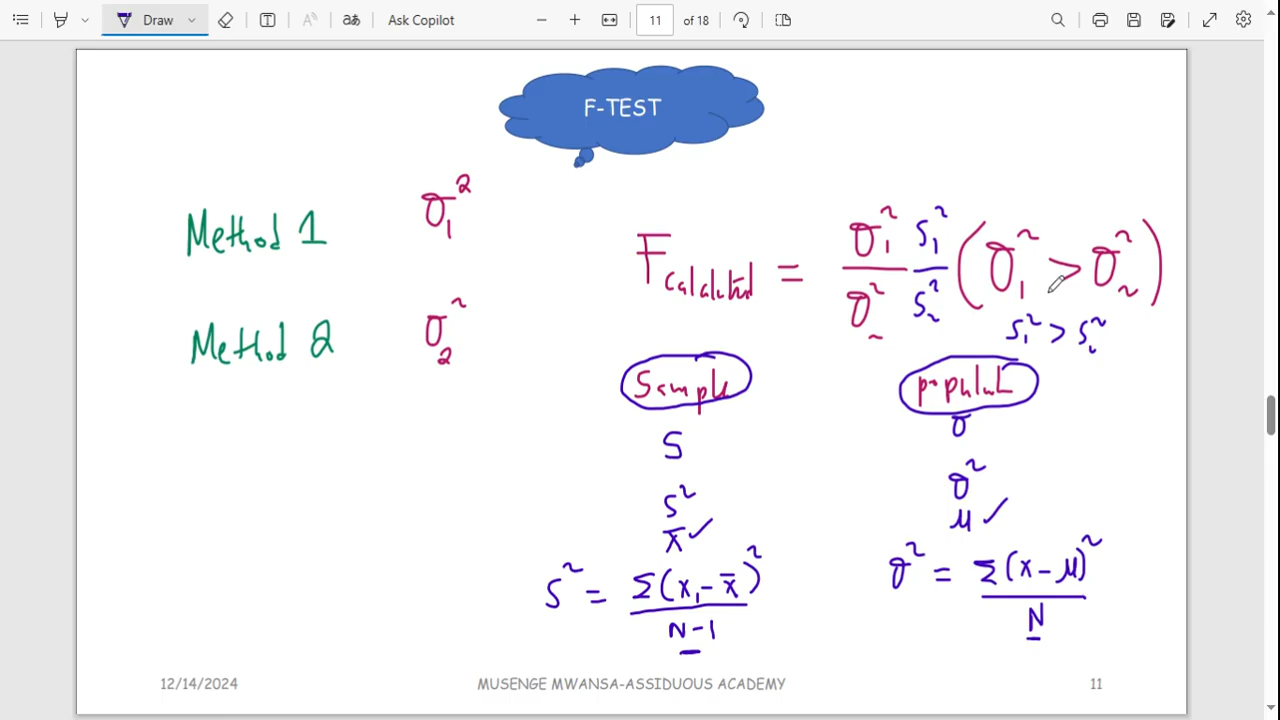 Draw
Ask Copilot
11 of 18
F-TEST
Method 1 σ₁²
F calculated = σ₁²/σ₂² s₁²/s₂² (σ₁² > σ₂²)
Method 2 σ₂²
s₁² > s₂²
Sample
S
s²
x̄ ✓
s² = Σ(x₁ - x̄)² / N-1
σ
σ²
μ ✓
σ² = Σ(x - μ)² / N
12/14/2024 MUSENGE MWANSA-ASSIDUOUS ACADEMY 11